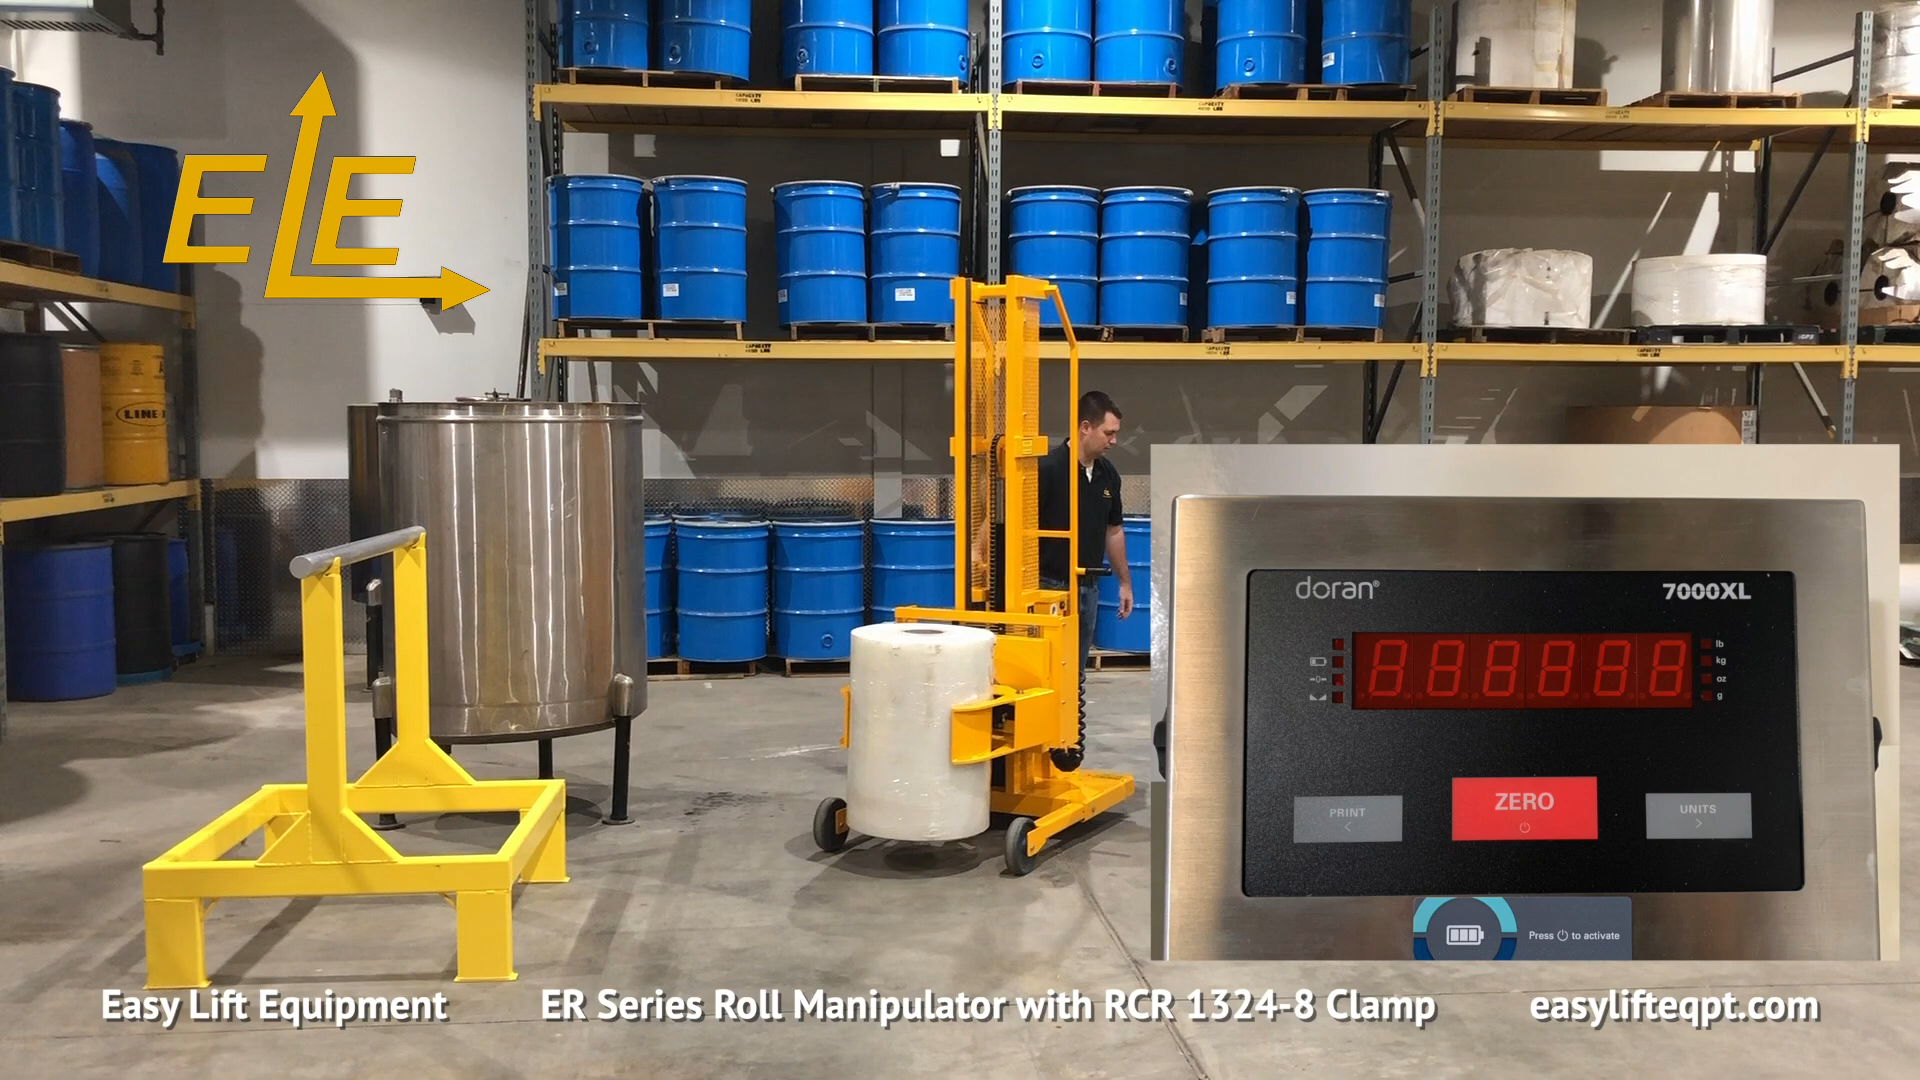 ELE
CAPACITY
LINE
doran®
7000XL
lb
kg
oz
g
888888
PRINT
ZERO
UNITS
Press to activate
Easy Lift Equipment
ER Series Roll Manipulator with RCR 1324-8 Clamp
easylifteqpt.com